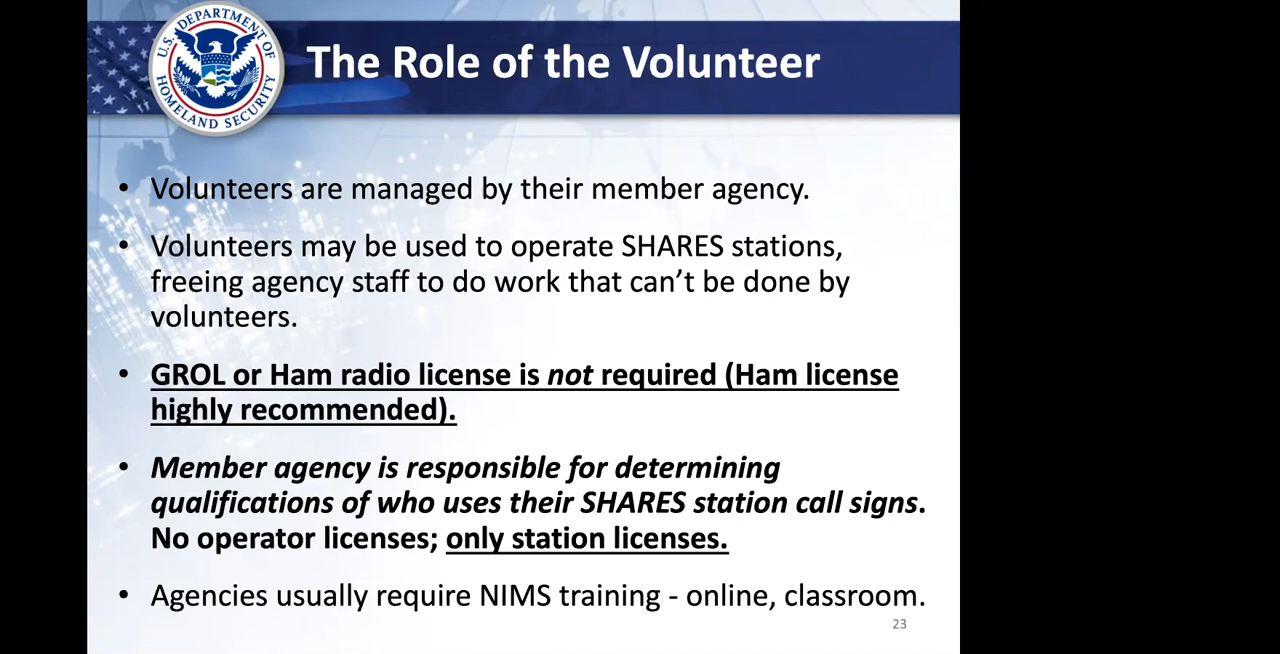 U.S. DEPARTMENT OF
HOMELAND SECURITY
The Role of the Volunteer
• Volunteers are managed by their member agency.
• Volunteers may be used to operate SHARES stations,
freeing agency staff to do work that can’t be done by
volunteers.
• GROL or Ham radio license is not required (Ham license
highly recommended).
• Member agency is responsible for determining
qualifications of who uses their SHARES station call signs.
No operator licenses; only station licenses.
• Agencies usually require NIMS training - online, classroom.
23